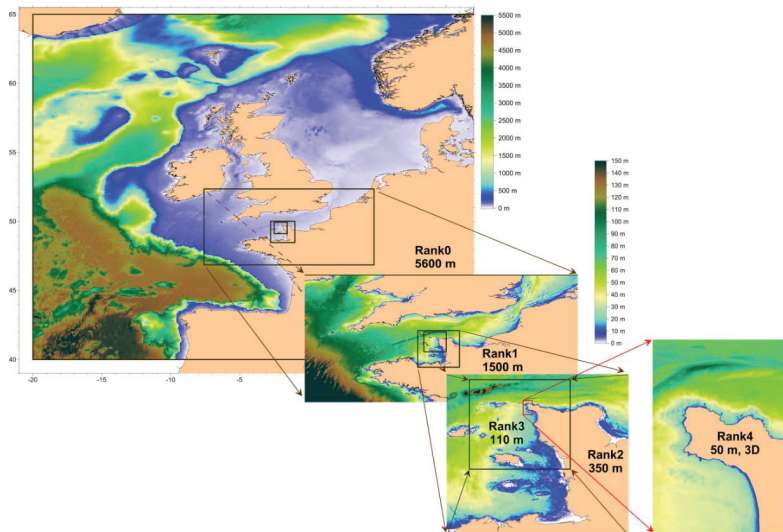 65
60
55
50
45
40
-20
-15
-10
-5
5500 m
5000 m
4500 m
4000 m
3500 m
3000 m
2500 m
2000 m
1500 m
1000 m
500 m
0 m
Rank0
5600 m
150 m
140 m
130 m
120 m
110 m
100 m
90 m
80 m
70 m
60 m
50 m
40 m
30 m
20 m
10 m
0 m
Rank1
1500 m
Rank3
110 m
Rank2
350 m
Rank4
50 m, 3D